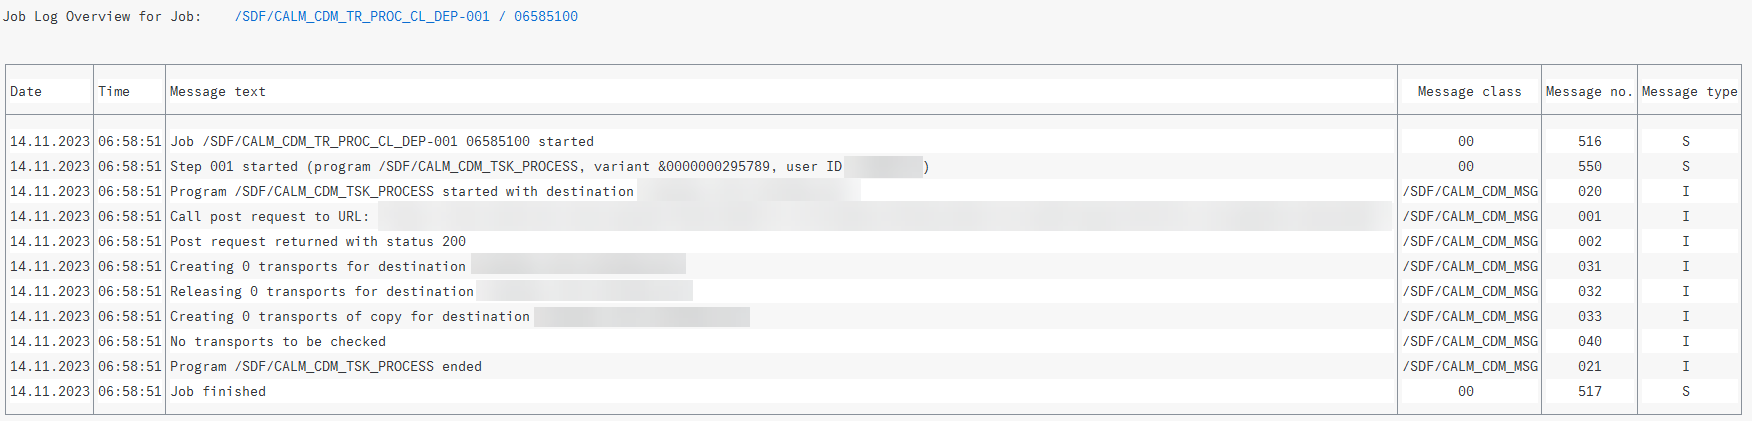 Job Log Overview for Job: /SDF/CALM_CDM_TR_PROC_CL_DEP-001 / 06585100
Date Time Message text Message class Message no. Message type
14.11.2023 06:58:51 Job /SDF/CALM_CDM_TR_PROC_CL_DEP-001 06585100 started 00 516 S
14.11.2023 06:58:51 Step 001 started (program /SDF/CALM_CDM_TSK_PROCESS, variant &0000000295789, user ID ) 00 550 S
14.11.2023 06:58:51 Program /SDF/CALM_CDM_TSK_PROCESS started with destination /SDF/CALM_CDM_MSG 020 I
14.11.2023 06:58:51 Call post request to URL: /SDF/CALM_CDM_MSG 001 I
14.11.2023 06:58:51 Post request returned with status 200 /SDF/CALM_CDM_MSG 002 I
14.11.2023 06:58:51 Creating 0 transports for destination /SDF/CALM_CDM_MSG 031 I
14.11.2023 06:58:51 Releasing 0 transports for destination /SDF/CALM_CDM_MSG 032 I
14.11.2023 06:58:51 Creating 0 transports of copy for destination /SDF/CALM_CDM_MSG 033 I
14.11.2023 06:58:51 No transports to be checked /SDF/CALM_CDM_MSG 040 I
14.11.2023 06:58:51 Program /SDF/CALM_CDM_TSK_PROCESS ended /SDF/CALM_CDM_MSG 021 I
14.11.2023 06:58:51 Job finished 00 517 S